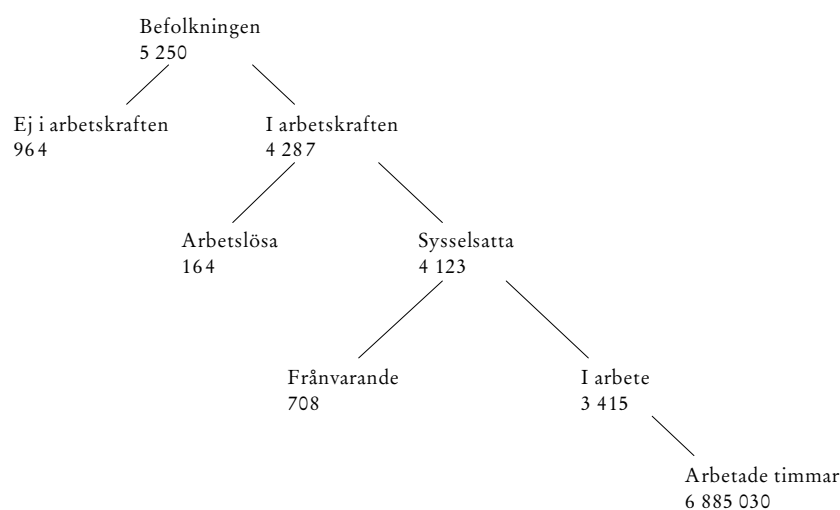 Befolkningen
5 250
Ej i arbetskraften
964
I arbetskraften
4 287
Arbetslösa
164
Sysselsatta
4 123
Frånvarande
708
I arbete
3 415
Arbetade timmar
6 885 030